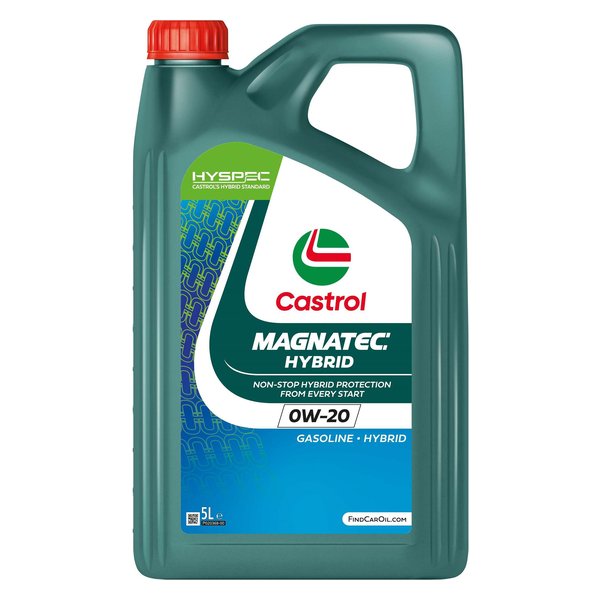 HYSPEC
CASTROL'S HYBRID STANDARD
Castrol
MAGNATEC
HYBRID
NON-STOP HYBRID PROTECTION
FROM EVERY START
0W-20
GASOLINE • HYBRID
5L e
FINDCAROIL.COM